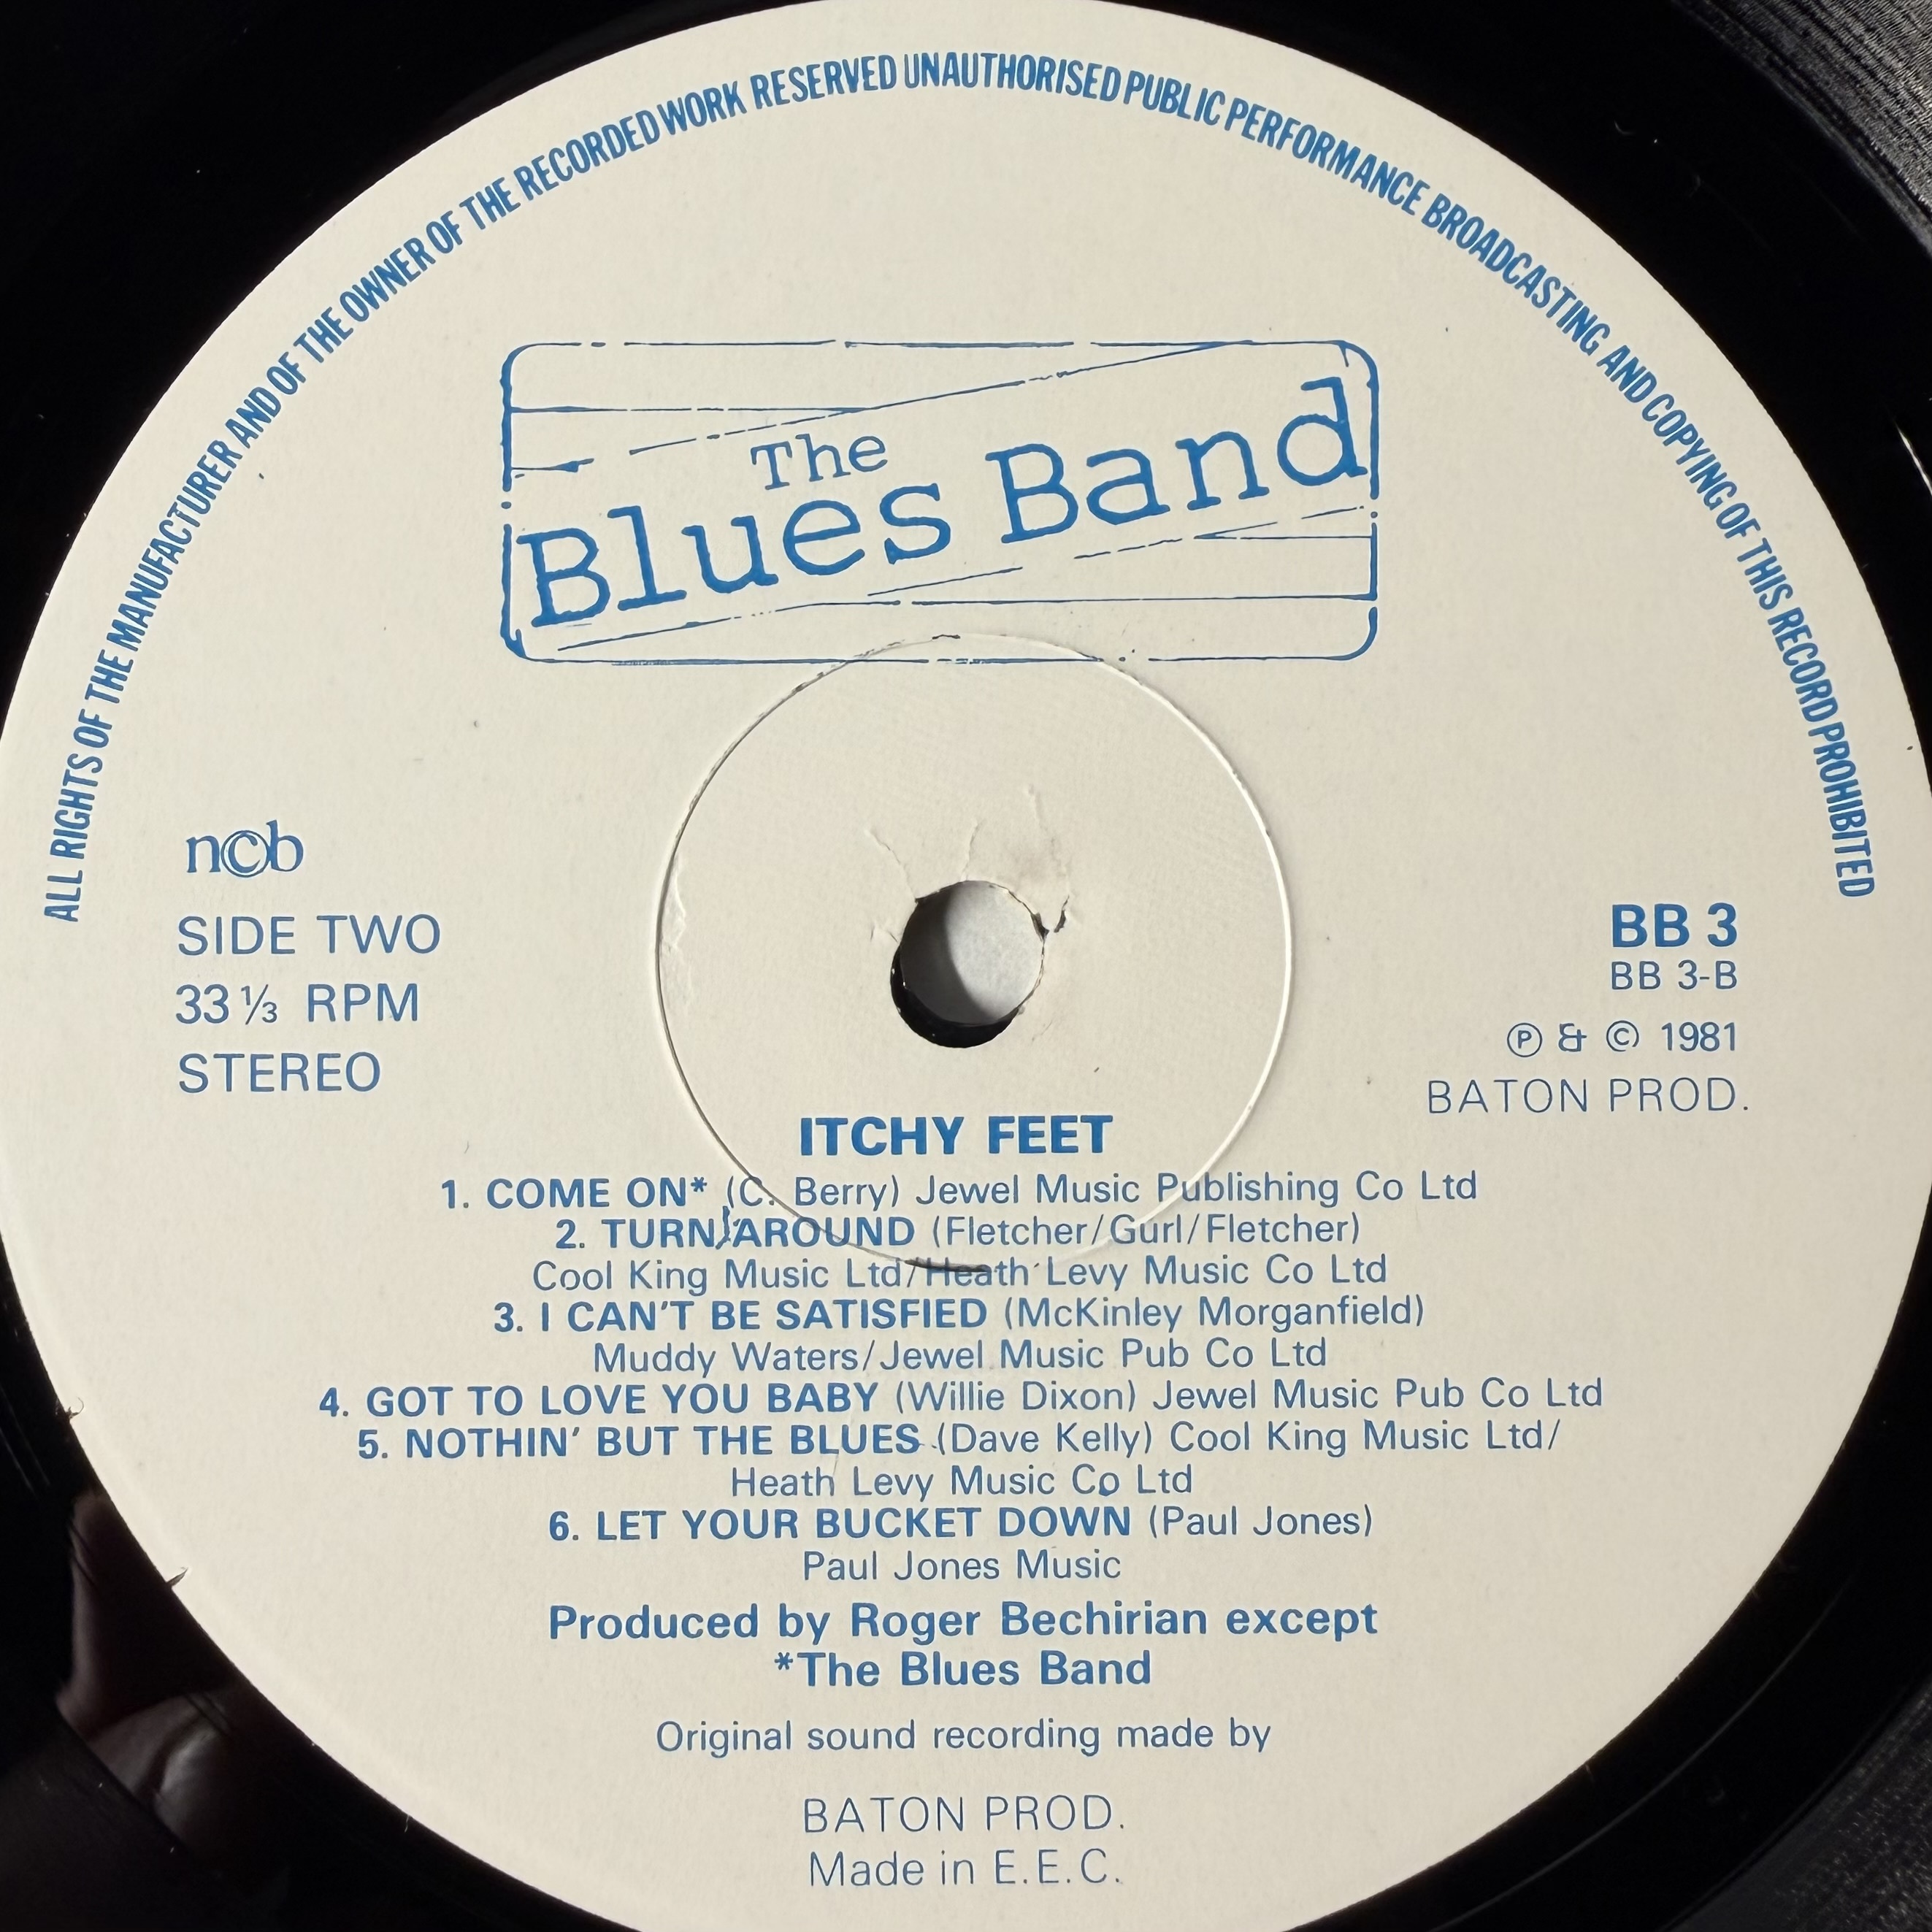 ALL RIGHTS OF THE MANUFACTURER AND OF THE OWNER OF THE RECORDED WORK RESERVED UNAUTHORISED PUBLIC PERFORMANCE BROADCASTING AND COPYING OF THIS RECORD PROHIBITED
The
Blues Band
n©b
SIDE TWO
33⅓ RPM
STEREO
BB 3
BB 3-B
Ⓟ & © 1981
BATON PROD.
ITCHY FEET
1. COME ON* (C. Berry) Jewel Music Publishing Co Ltd
2. TURN AROUND (Fletcher/Gurl/Fletcher)
Cool King Music Ltd/Heath Levy Music Co Ltd
3. I CAN'T BE SATISFIED (McKinley Morganfield)
Muddy Waters/Jewel Music Pub Co Ltd
4. GOT TO LOVE YOU BABY (Willie Dixon) Jewel Music Pub Co Ltd
5. NOTHIN' BUT THE BLUES (Dave Kelly) Cool King Music Ltd/
Heath Levy Music Co Ltd
6. LET YOUR BUCKET DOWN (Paul Jones)
Paul Jones Music
Produced by Roger Bechirian except
*The Blues Band
Original sound recording made by
BATON PROD.
Made in E.E.C.